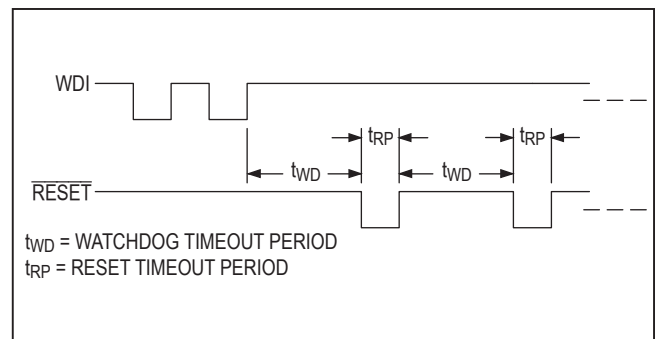 WDI
tRP tRP
tWD tWD
RESET
tWD = WATCHDOG TIMEOUT PERIOD
tRP = RESET TIMEOUT PERIOD